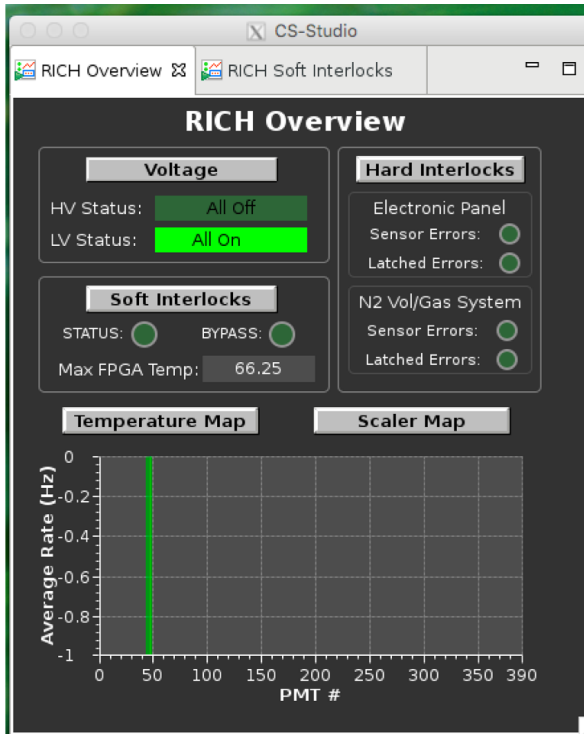 CS-Studio
RICH Overview
RICH Soft Interlocks
RICH Overview
Voltage
HV Status: All Off
LV Status: All On
Soft Interlocks
STATUS: BYPASS:
Max FPGA Temp: 66.25
Hard Interlocks
Electronic Panel
Sensor Errors:
Latched Errors:
N2 Vol/Gas System
Sensor Errors:
Latched Errors:
Temperature Map
Scaler Map
Average Rate (Hz)
0
-0.2
-0.4
-0.6
-0.8
-1
0 50 100 150 200 250 300 350 390
PMT #